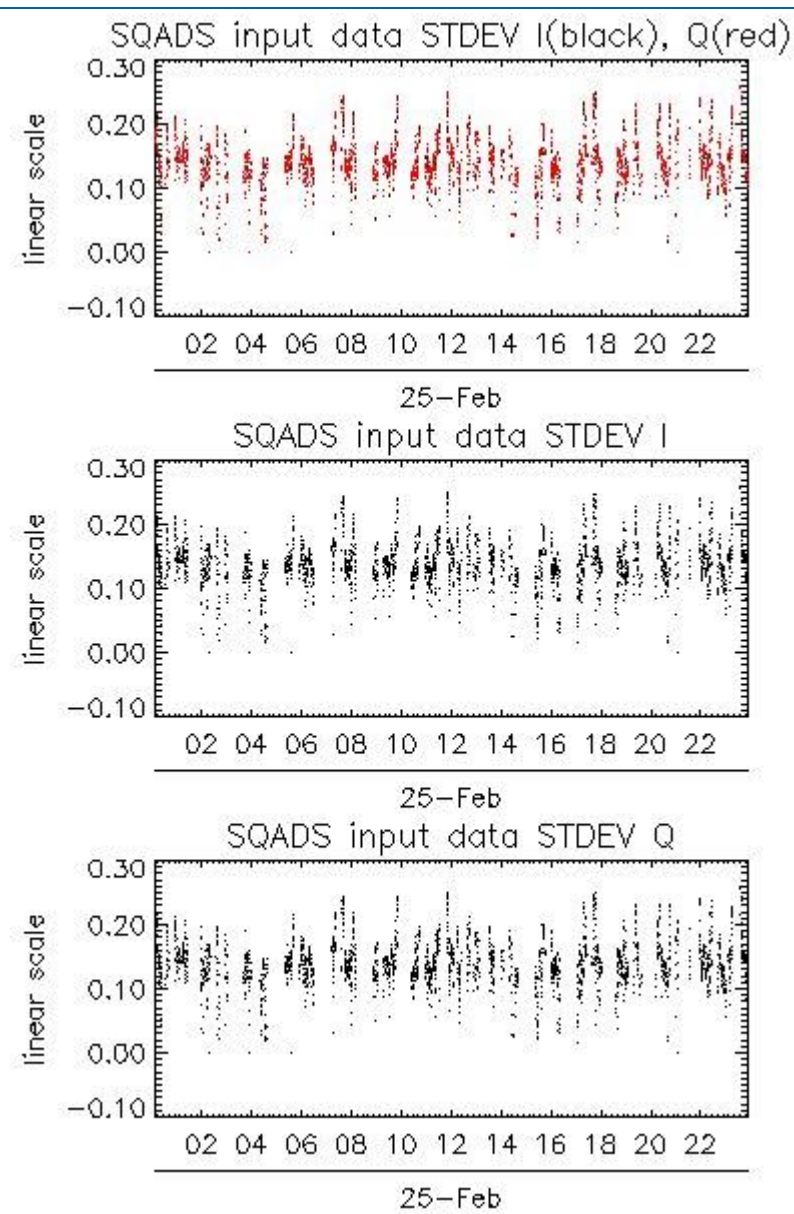 SQADS input data STDEV I(black), Q(red)
0.30
0.20
0.10
0.00
-0.10
linear scale
02 04 06 08 10 12 14 16 18 20 22
25-Feb
SQADS input data STDEV I
0.30
0.20
0.10
0.00
-0.10
linear scale
02 04 06 08 10 12 14 16 18 20 22
25-Feb
SQADS input data STDEV Q
0.30
0.20
0.10
0.00
-0.10
linear scale
02 04 06 08 10 12 14 16 18 20 22
25-Feb